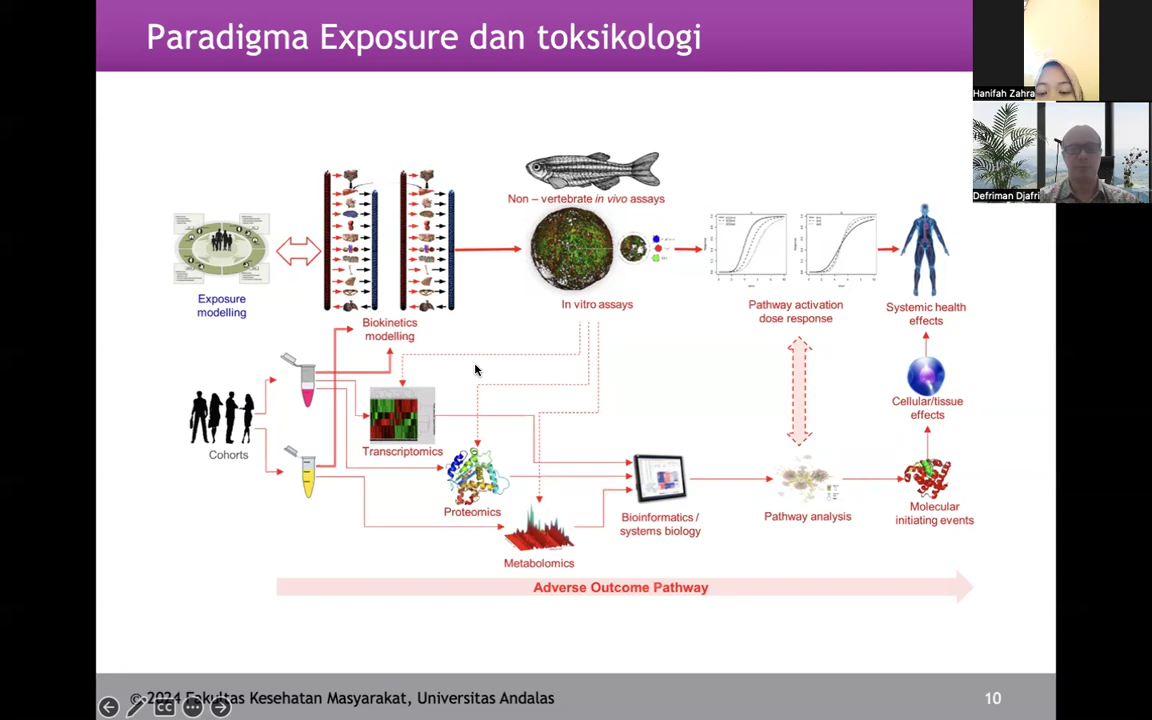 Paradigma Exposure dan toksikologi
Hanifah Zahra
Defriman Djafri
Non – vertebrate in vivo assays
Exposure
modelling
Biokinetics
modelling
In vitro assays
Pathway activation
dose response
Systemic health
effects
Cellular/tissue
effects
Cohorts
Transcriptomics
Proteomics
Metabolomics
Bioinformatics /
systems biology
Pathway analysis
Molecular
initiating events
Adverse Outcome Pathway
© 2024 Fakultas Kesehatan Masyarakat, Universitas Andalas
10
CC